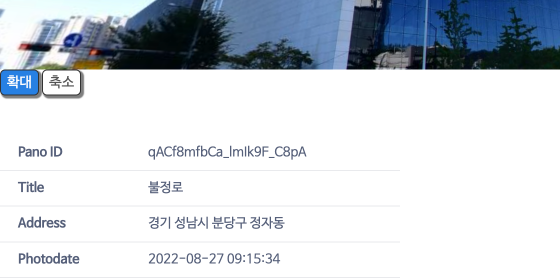 확대 축소
Pano ID qACf8mfbCa_lmIk9F_C8pA
Title 불정로
Address 경기 성남시 분당구 정자동
Photodate 2022-08-27 09:15:34